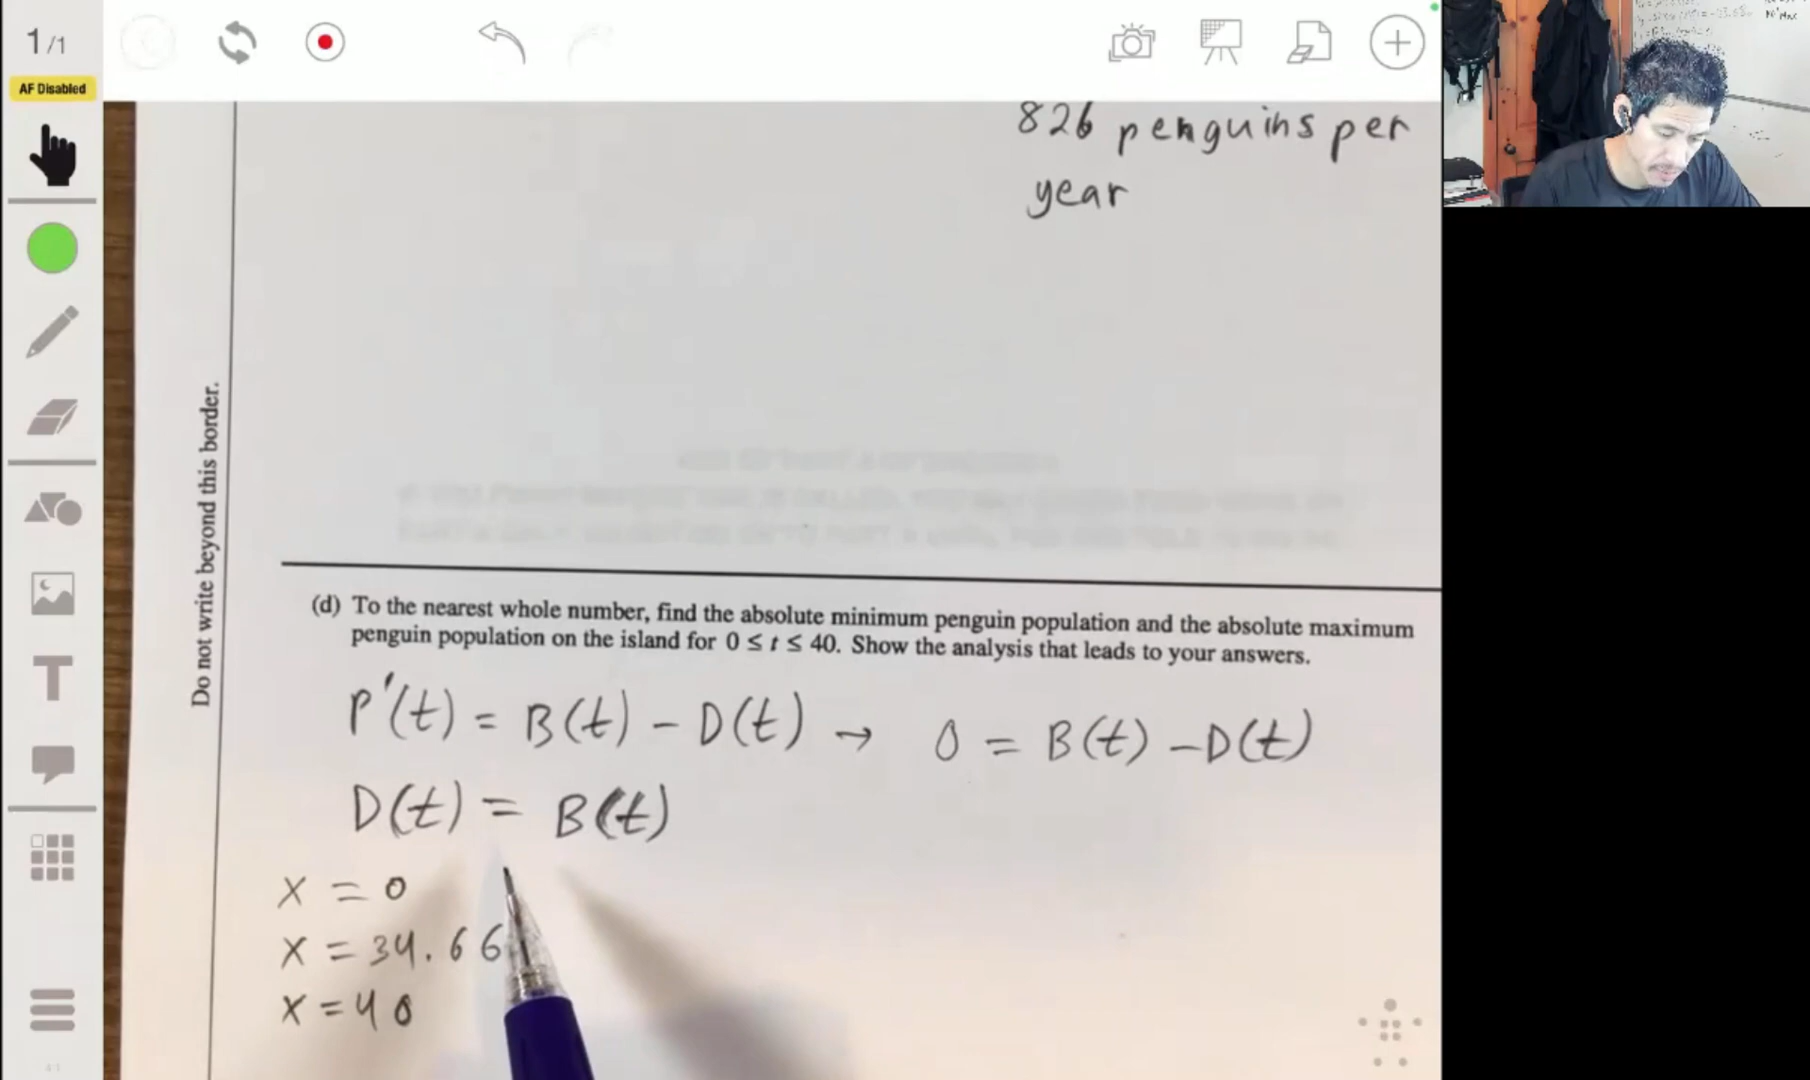 1/1
AF Disabled
826 penguins per
year
Do not write beyond this border.
(d) To the nearest whole number, find the absolute minimum penguin population and the absolute maximum
penguin population on the island for 0 ≤ t ≤ 40. Show the analysis that leads to your answers.
P'(t) = B(t) - D(t) → 0 = B(t) - D(t)
D(t) = B(t)
x = 0
x = 34.66
x = 40
T